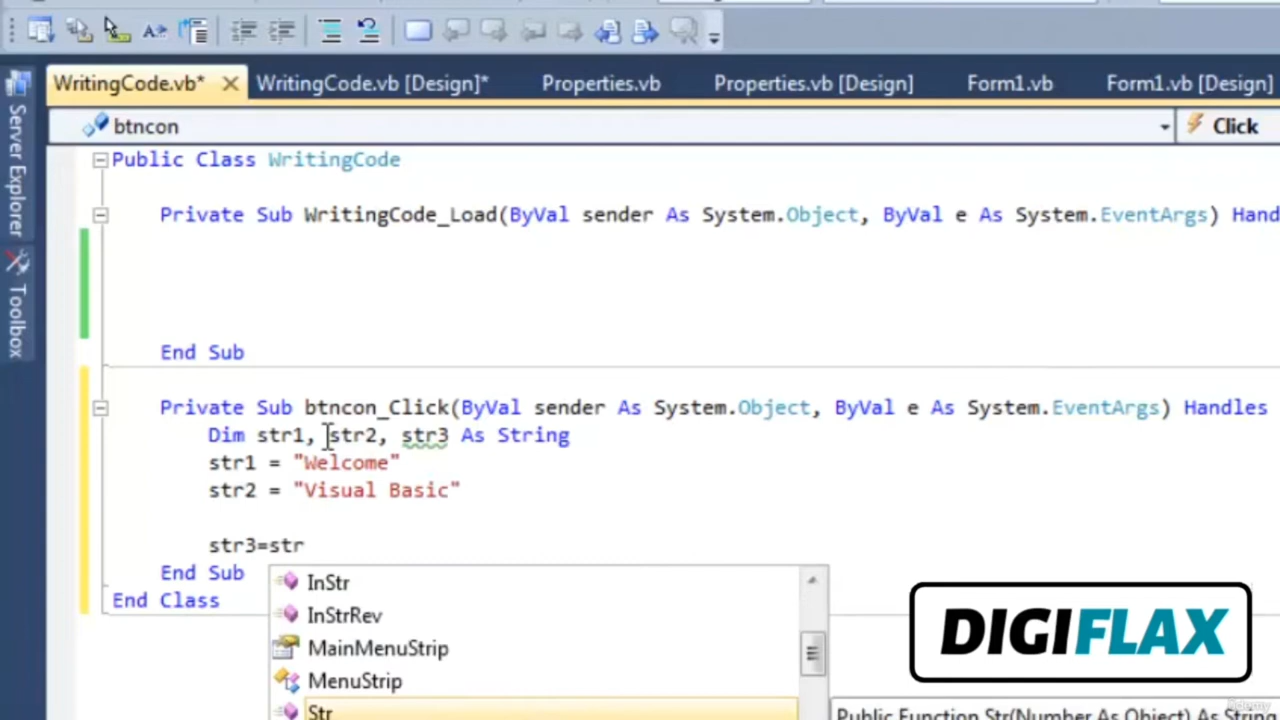 WritingCode.vb* WritingCode.vb [Design]* Properties.vb Properties.vb [Design] Form1.vb Form1.vb [Design]
Server Explorer
Toolbox
btncon Click
Public Class WritingCode
Private Sub WritingCode_Load(ByVal sender As System.Object, ByVal e As System.EventArgs) Hand
End Sub
Private Sub btncon_Click(ByVal sender As System.Object, ByVal e As System.EventArgs) Handles
Dim str1, str2, str3 As String
str1 = "Welcome"
str2 = "Visual Basic"
str3=str
End Sub
End Class
InStr
InStrRev
MainMenuStrip
MenuStrip
Str
Public Function Str(Number As Object) As String
DIGIFLAX
Udemy